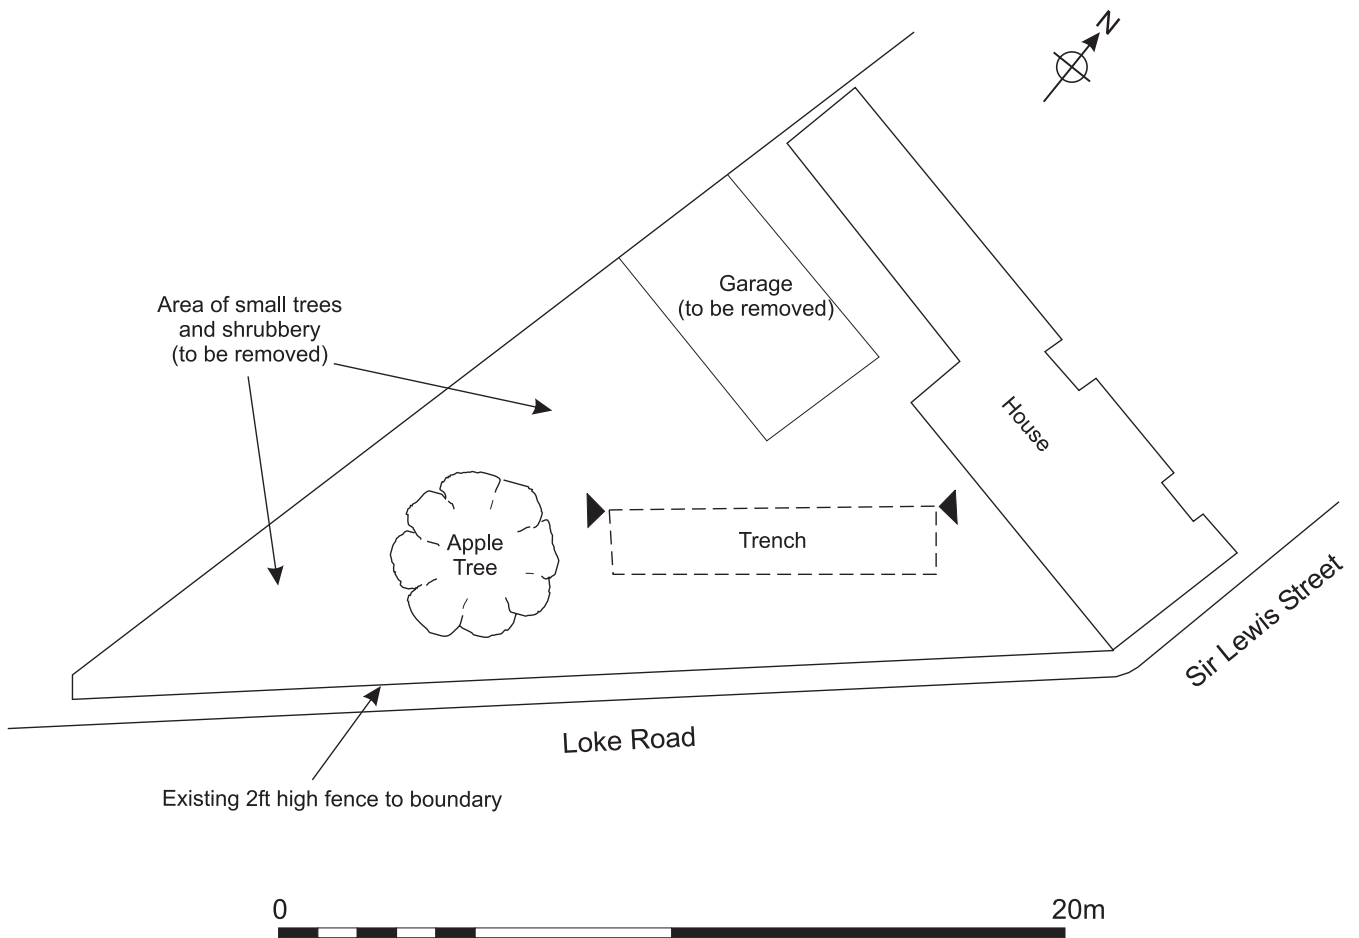 N
Garage
(to be removed)
Area of small trees
and shrubbery
(to be removed)
House
Apple
Tree
Trench
Sir Lewis Street
Loke Road
Existing 2ft high fence to boundary
0
20m